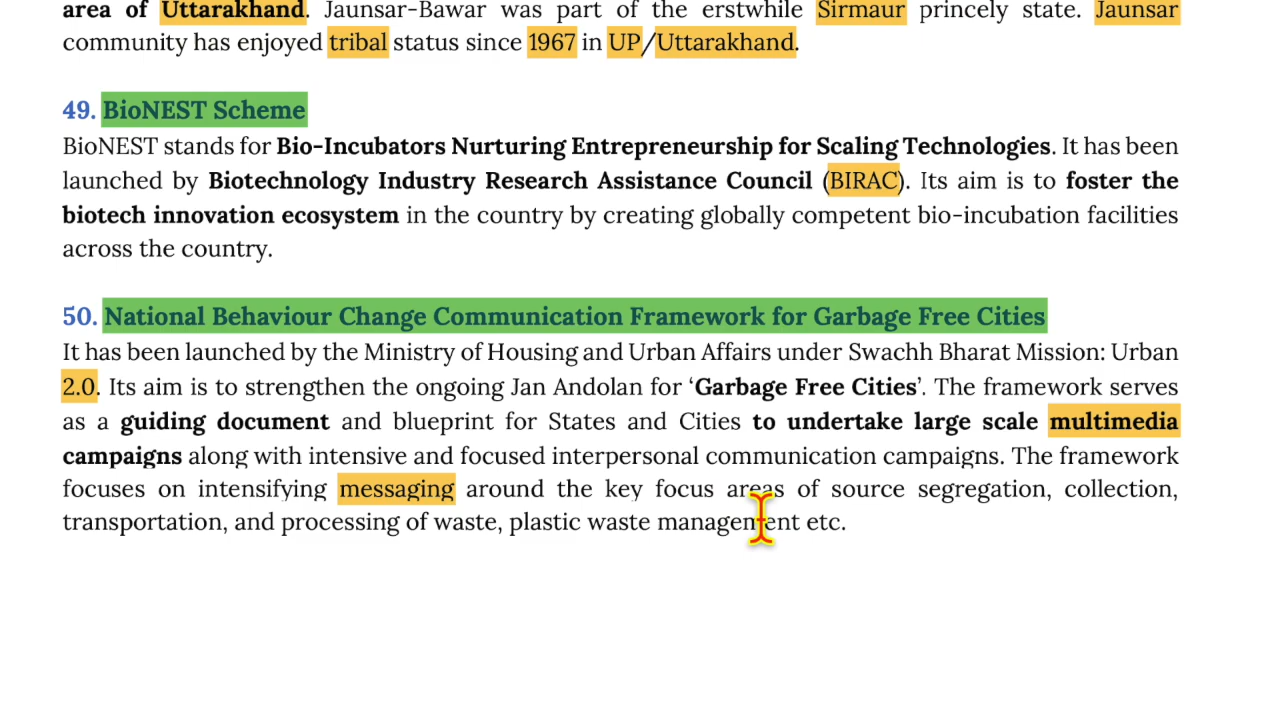 area of Uttarakhand. Jaunsar-Bawar was part of the erstwhile Sirmaur princely state. Jaunsar
community has enjoyed tribal status since 1967 in UP/Uttarakhand.
49. BioNEST Scheme
BioNEST stands for Bio-Incubators Nurturing Entrepreneurship for Scaling Technologies. It has been
launched by Biotechnology Industry Research Assistance Council (BIRAC). Its aim is to foster the
biotech innovation ecosystem in the country by creating globally competent bio-incubation facilities
across the country.
50. National Behaviour Change Communication Framework for Garbage Free Cities
It has been launched by the Ministry of Housing and Urban Affairs under Swachh Bharat Mission: Urban
2.0. Its aim is to strengthen the ongoing Jan Andolan for ‘Garbage Free Cities’. The framework serves
as a guiding document and blueprint for States and Cities to undertake large scale multimedia
campaigns along with intensive and focused interpersonal communication campaigns. The framework
focuses on intensifying messaging around the key focus areas of source segregation, collection,
transportation, and processing of waste, plastic waste management etc.